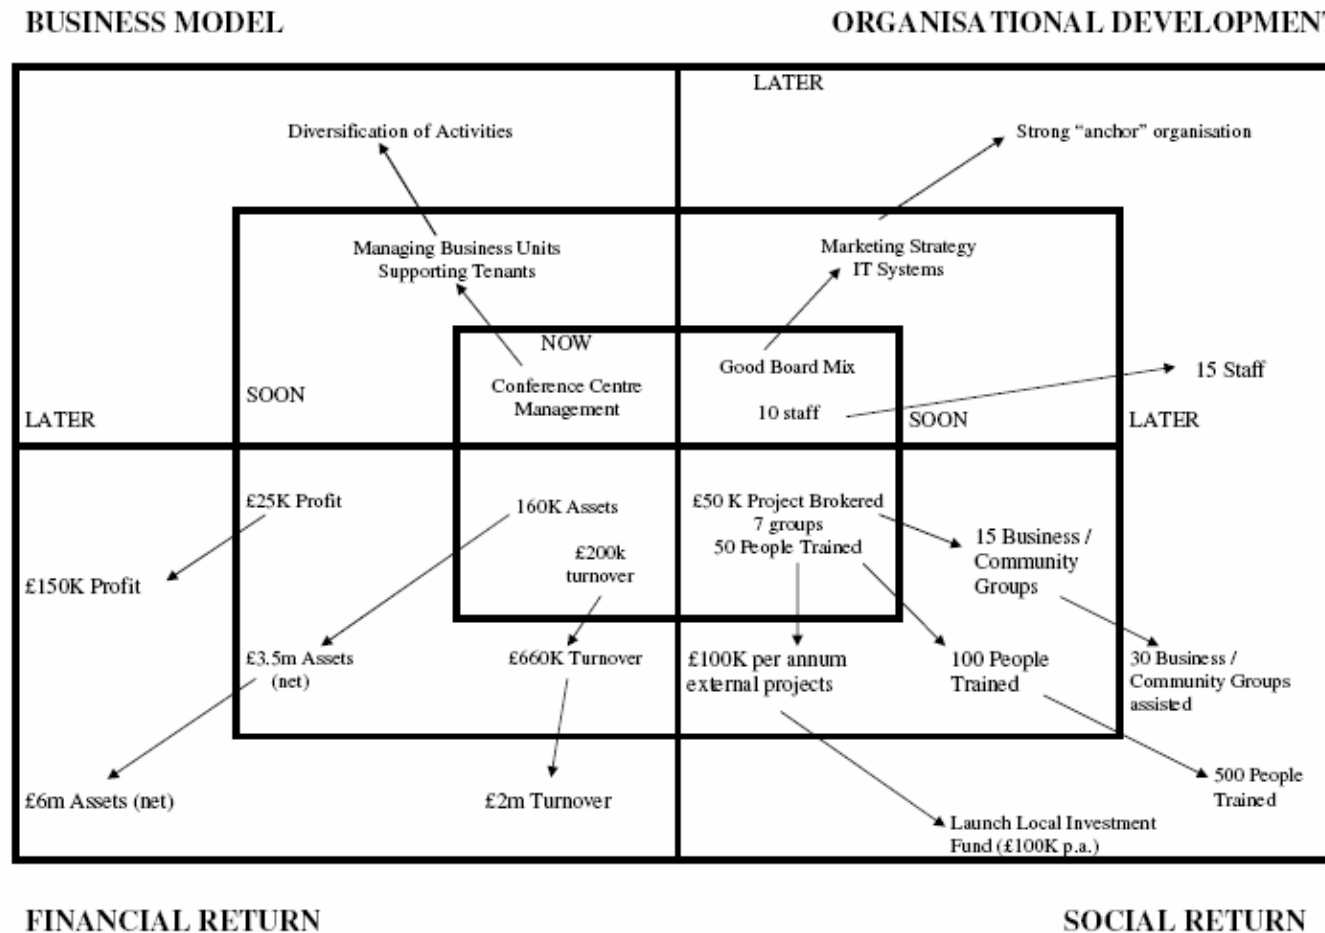 BUSINESS MODEL
ORGANISATIONAL DEVELOPMENT
LATER
Diversification of Activities
Strong “anchor” organisation
Managing Business Units
Supporting Tenants
Marketing Strategy
IT Systems
NOW
Conference Centre
Management
Good Board Mix
10 staff
15 Staff
SOON
LATER
SOON
LATER
£25K Profit
160K Assets
£50 K Project Brokered
7 groups
50 People Trained
£200k
turnover
15 Business /
Community
Groups
£150K Profit
£3.5m Assets
(net)
£660K Turnover
£100K per annum
external projects
100 People
Trained
30 Business /
Community Groups
assisted
£6m Assets (net)
£2m Turnover
500 People
Trained
Launch Local Investment
Fund (£100K p.a.)
FINANCIAL RETURN
SOCIAL RETURN